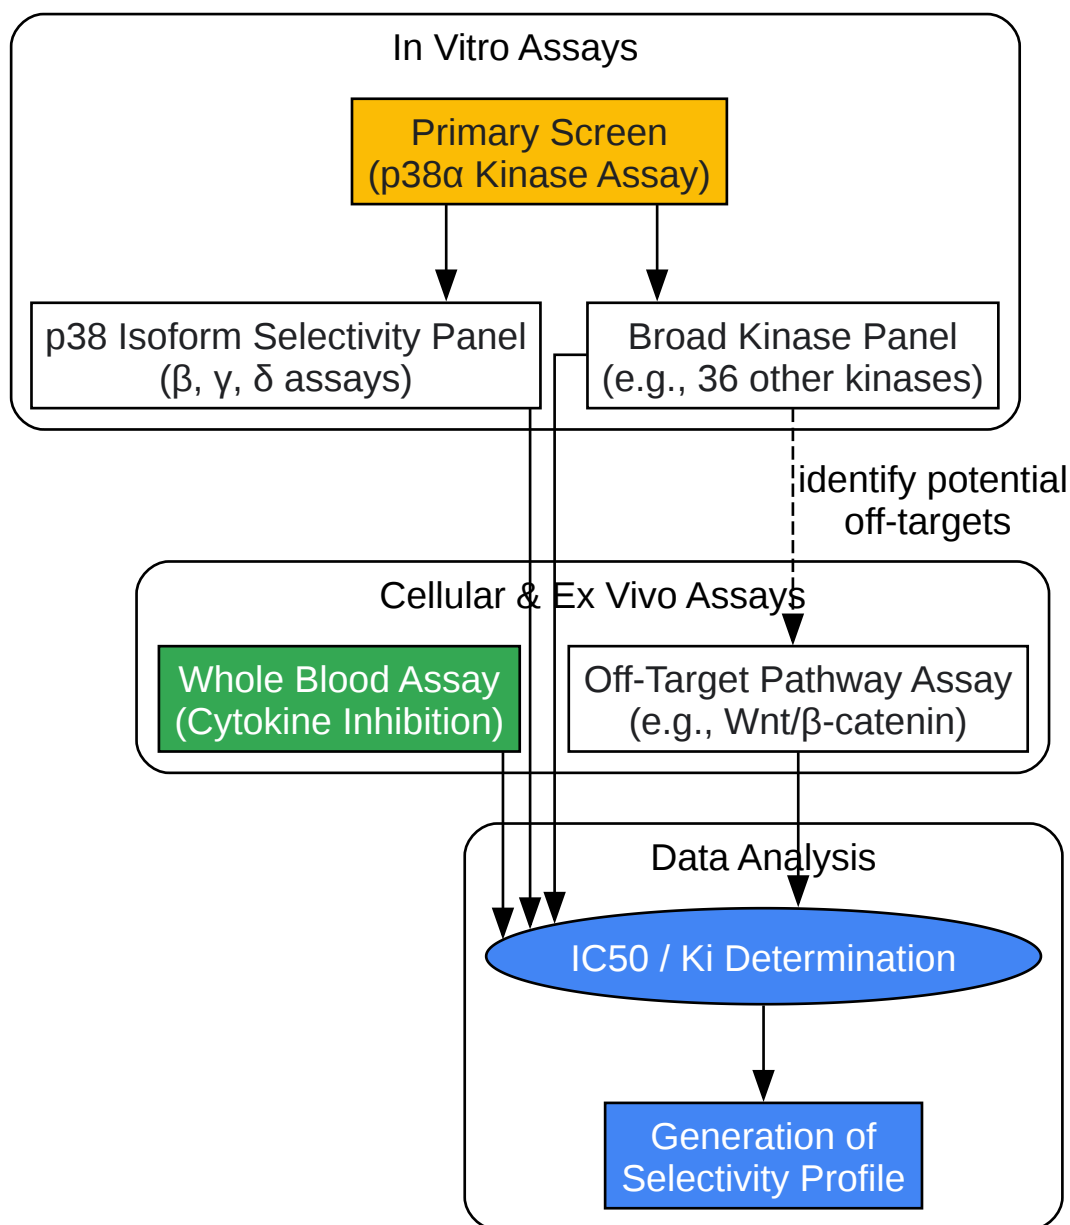 In Vitro Assays
Primary Screen
(p38α Kinase Assay)
p38 Isoform Selectivity Panel
(β, γ, δ assays)
Broad Kinase Panel
(e.g., 36 other kinases)
identify potential
off-targets
Cellular & Ex Vivo Assays
Whole Blood Assay
(Cytokine Inhibition)
Off-Target Pathway Assay
(e.g., Wnt/β-catenin)
Data Analysis
IC50 / Ki Determination
Generation of
Selectivity Profile